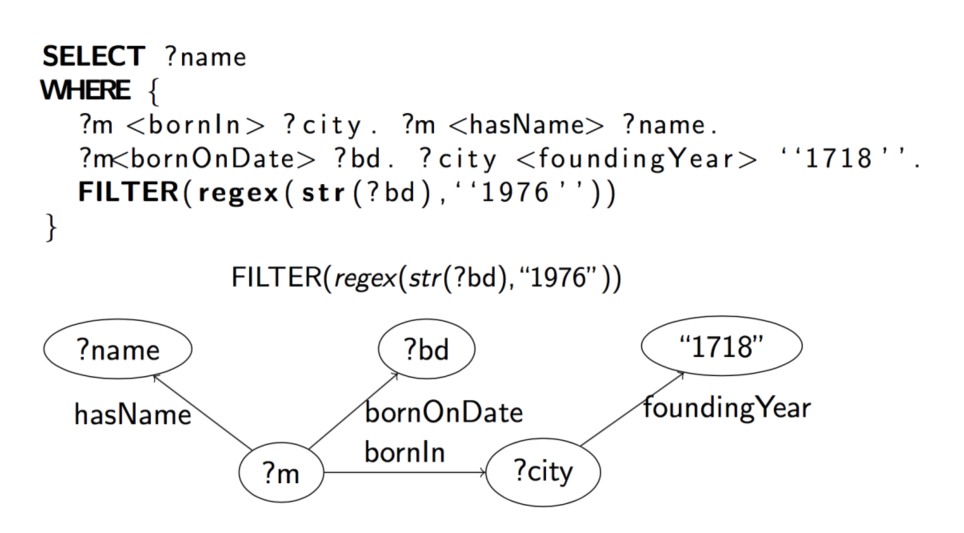 SELECT ?name
WHERE {
?m <bornIn> ?city. ?m <hasName> ?name.
?m<bornOnDate> ?bd. ?city <foundingYear> ‘‘1718’’.
FILTER(regex(str(?bd),‘‘1976’’))
}
FILTER(regex(str(?bd),“1976”))
?name ?bd “1718”
hasName bornOnDate foundingYear
bornIn
?m ?city